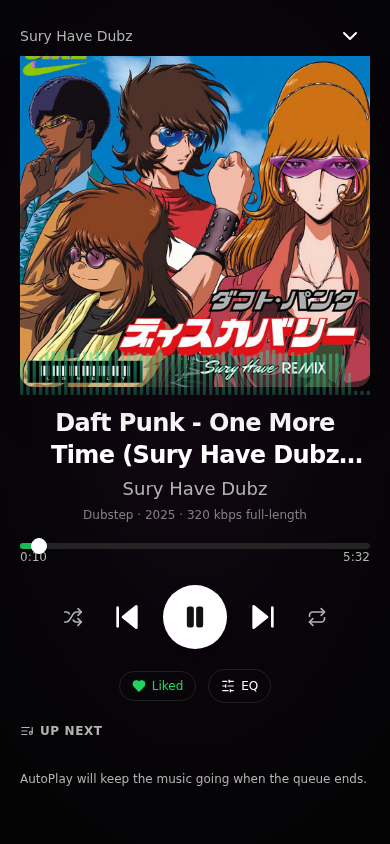 Sury Have Dubz
ダフト・パンク
ディスカバリー
Sury Have REMIX
Daft Punk - One More
Time (Sury Have Dubz...
Sury Have Dubz
Dubstep · 2025 · 320 kbps full-length
0:10
5:32
Liked
EQ
UP NEXT
AutoPlay will keep the music going when the queue ends.